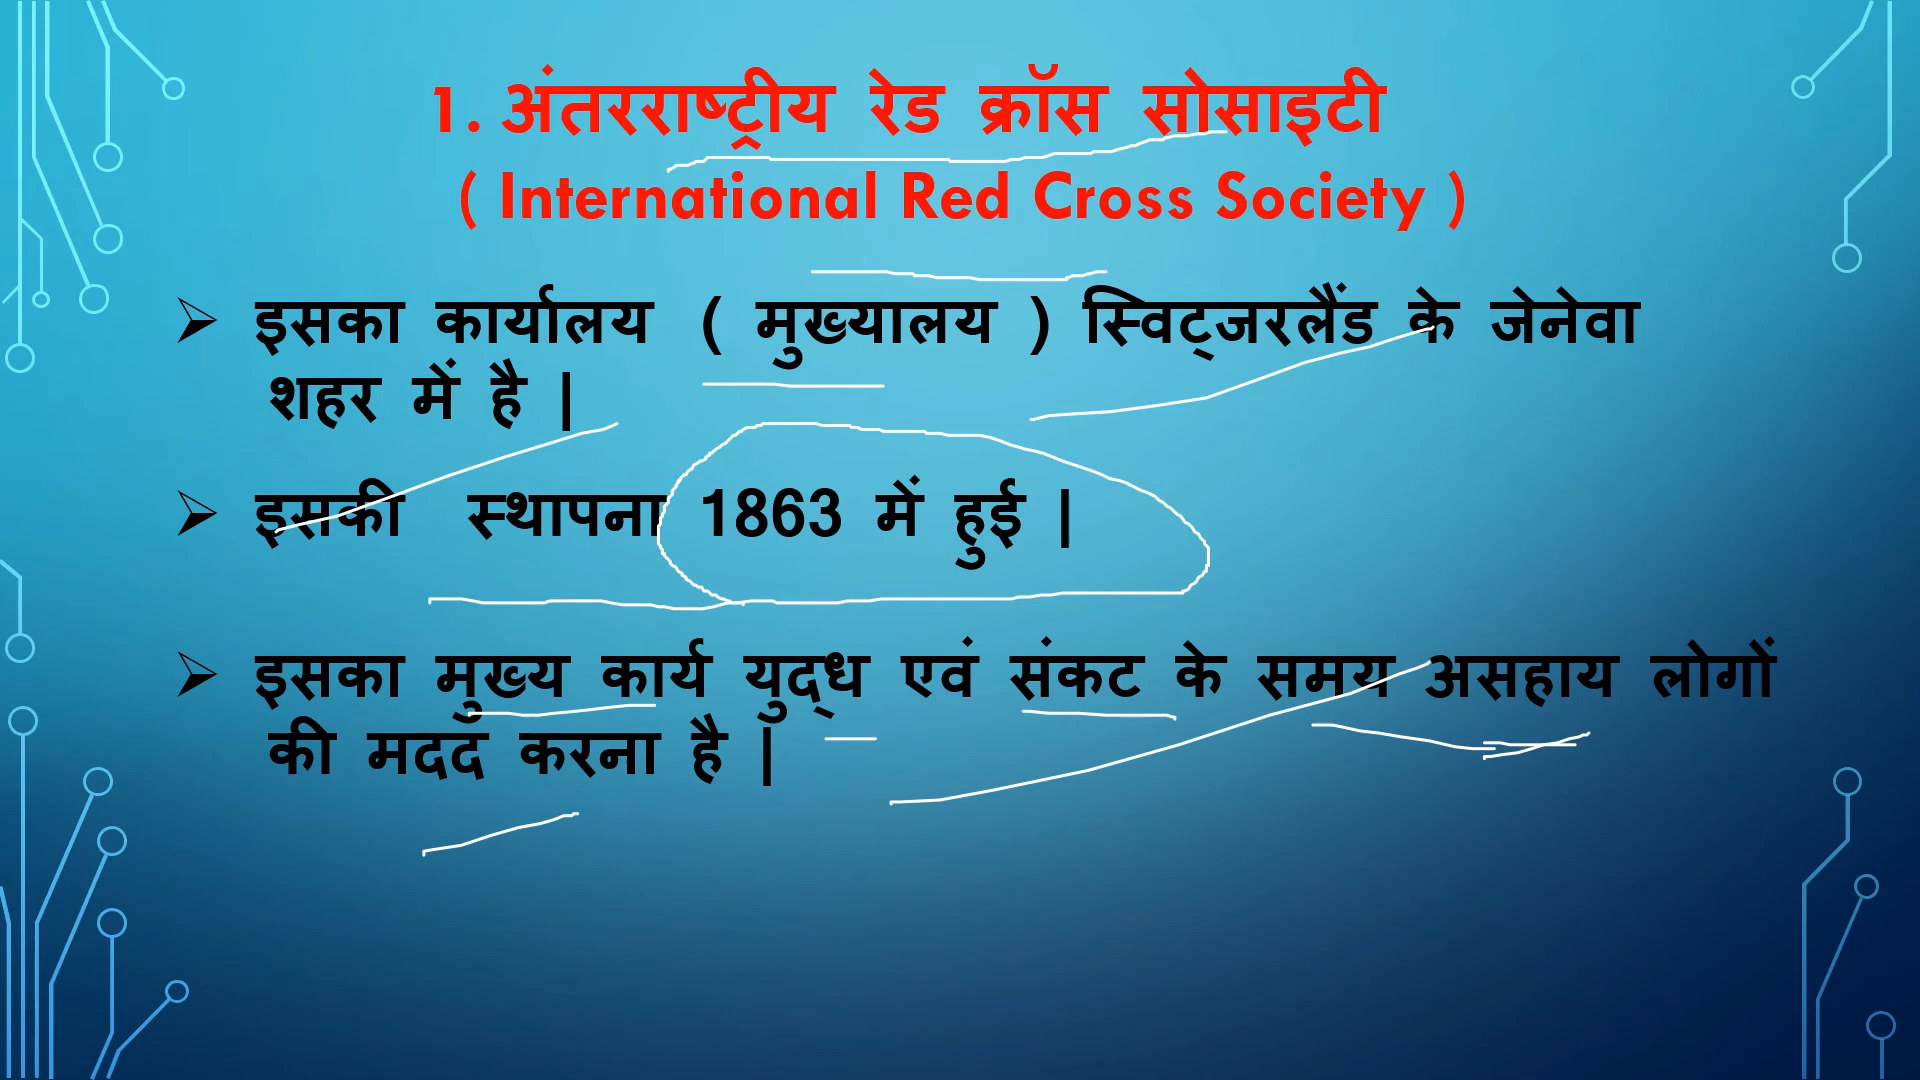 1. अंतरराष्ट्रीय रेड क्रॉस सोसाइटी
( International Red Cross Society )
➢ इसका कार्यालय ( मुख्यालय ) स्विट्जरलैंड के जेनेवा
शहर में है |
➢ इसकी स्थापना 1863 में हुई |
➢ इसका मुख्य कार्य युद्ध एवं संकट के समय असहाय लोगों
की मदद करना है |